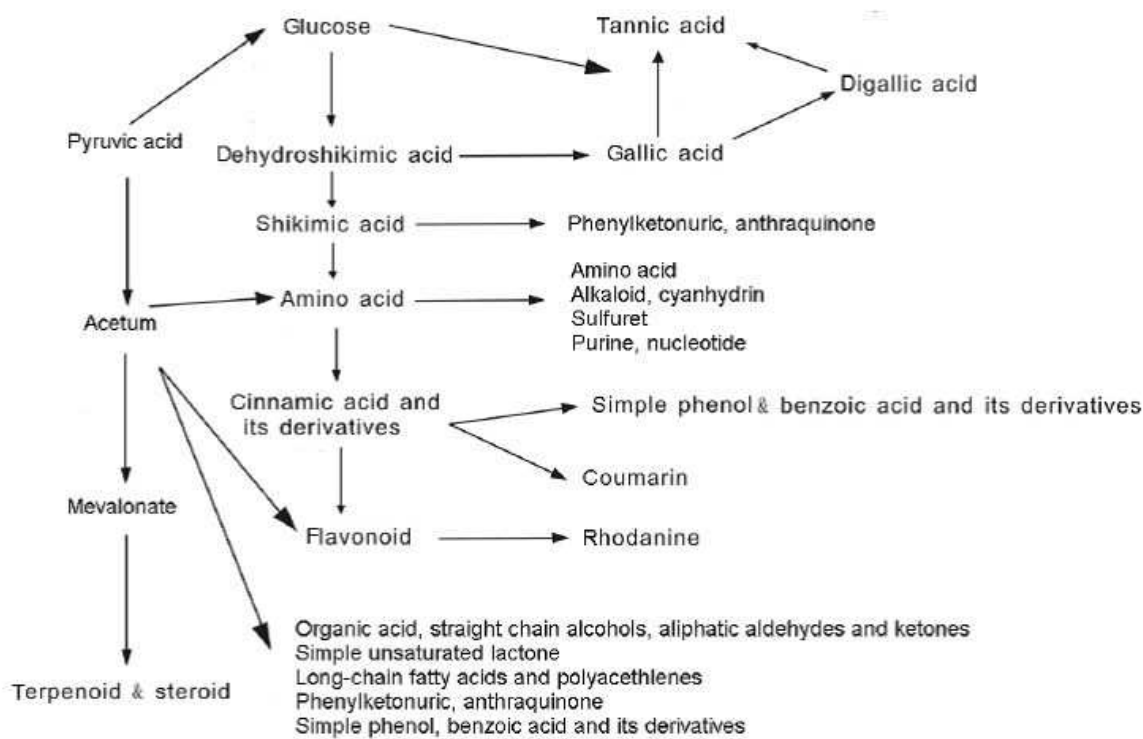 Glucose
Tannic acid
Digallic acid
Pyruvic acid
Dehydroshikimic acid
Gallic acid
Shikimic acid
Phenylketonuric, anthraquinone
Amino acid
Amino acid
Alkaloid, cyanhydrin
Sulfuret
Purine, nucleotide
Acetum
Cinnamic acid and
its derivatives
Simple phenol & benzoic acid and its derivatives
Coumarin
Mevalonate
Flavonoid
Rhodanine
Terpenoid & steroid
Organic acid, straight chain alcohols, aliphatic aldehydes and ketones
Simple unsaturated lactone
Long-chain fatty acids and polyacethlenes
Phenylketonuric, anthraquinone
Simple phenol, benzoic acid and its derivatives